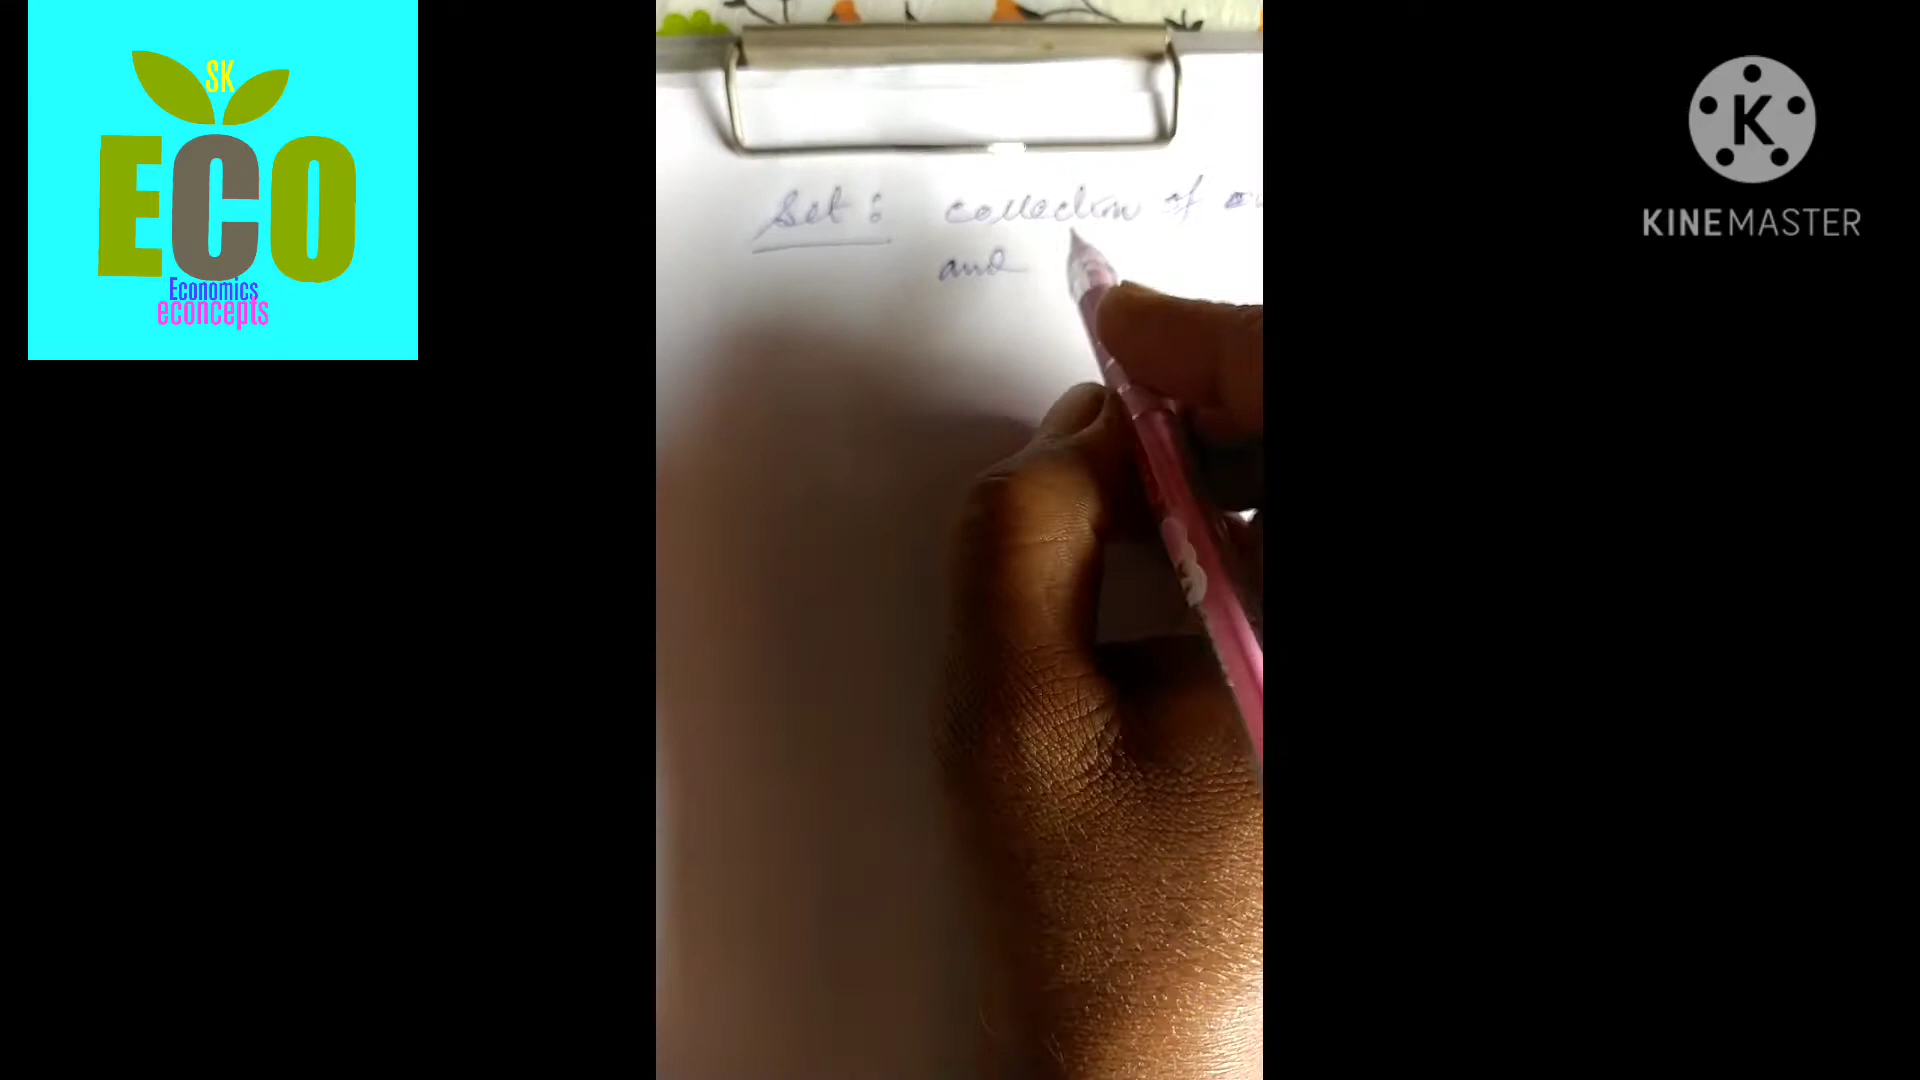 SK
ECO
Economics
econcepts
K
KINEMASTER
Set : collection of
and